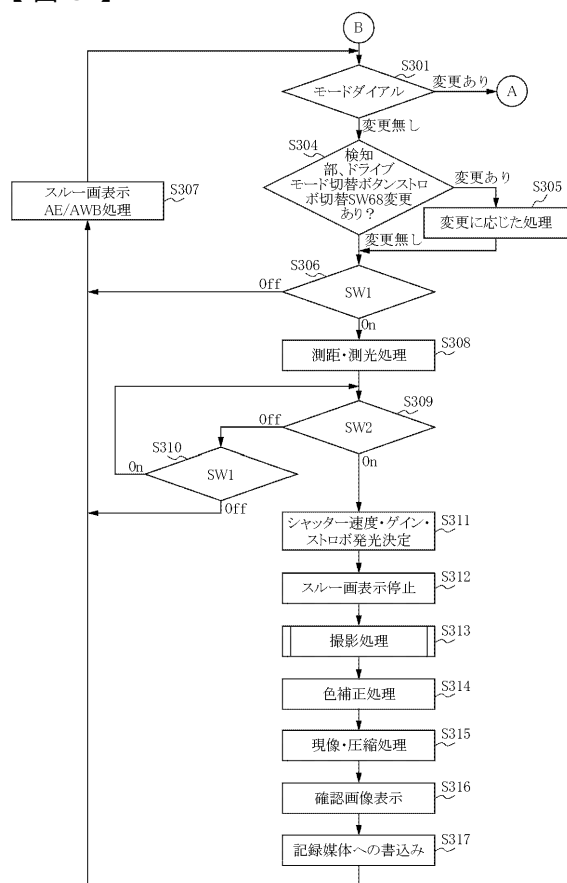 B
S301
モードダイアル
変更あり
A
変更無し
S304
検知
部、ドライブ
モード切替ボタンストロ
ボ切替SW68変更
あり？
変更あり
S305
変更に応じた処理
変更無し
スルー画表示
AE/AWB処理
S307
S306
Off
SW1
On
測距・測光処理
S308
S309
Off
SW2
On
S310
On
SW1
Off
シャッター速度・ゲイン・
ストロボ発光決定
S311
スルー画表示停止
S312
撮影処理
S313
色補正処理
S314
現像・圧縮処理
S315
確認画像表示
S316
記録媒体への書込み
S317